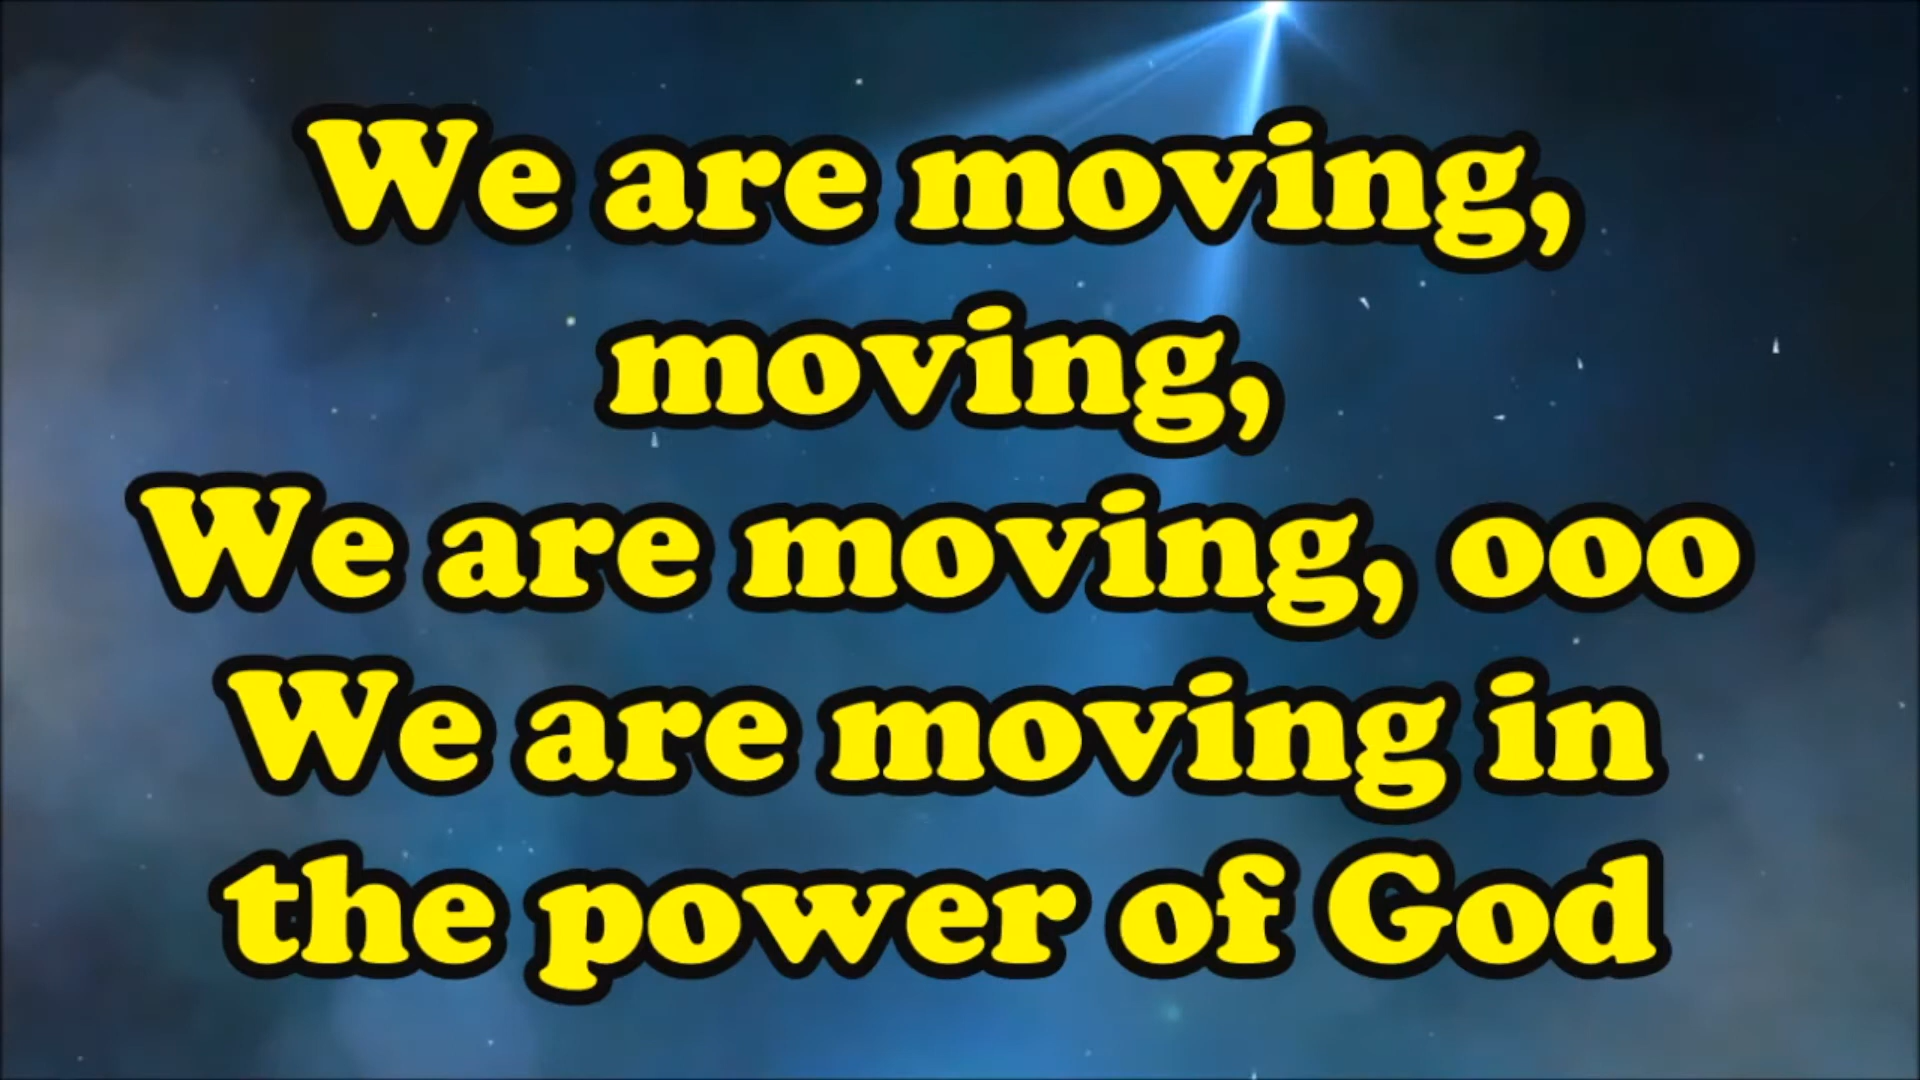 We are moving,
moving,
We are moving, ooo
We are moving in
the power of God